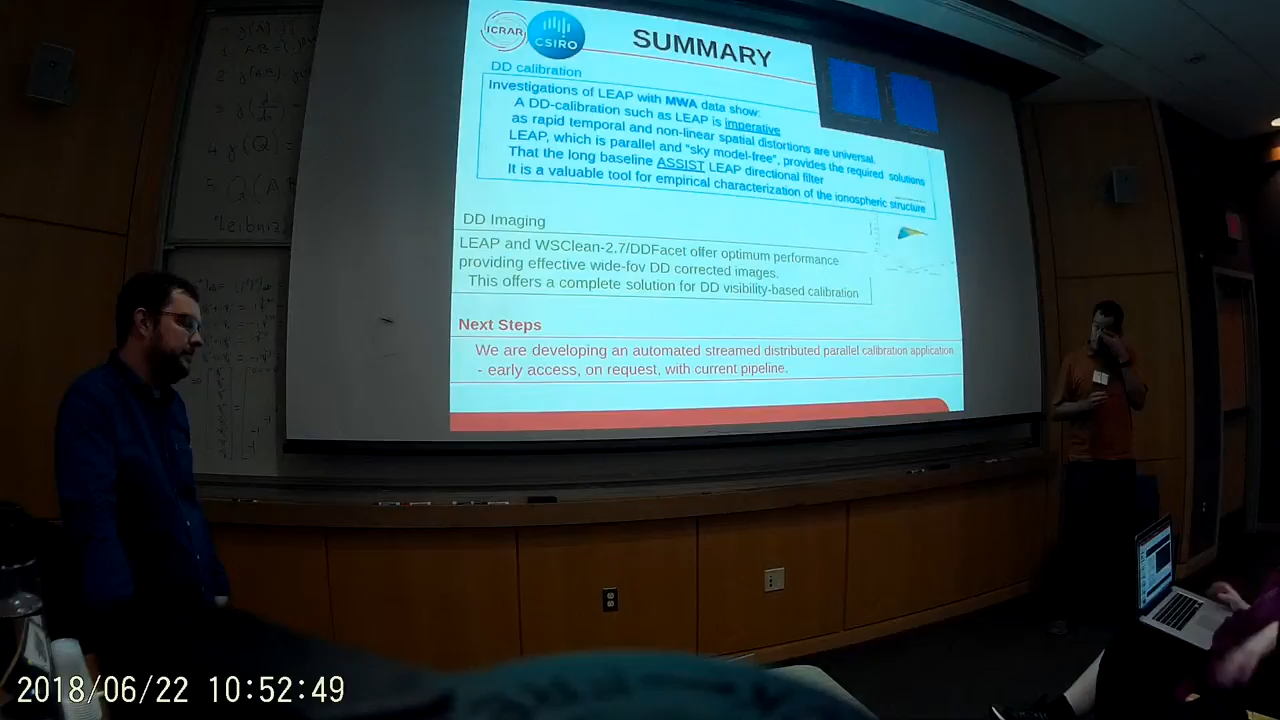 ICRAR
CSIRO
SUMMARY
DD calibration
Investigations of LEAP with MWA data show:
A DD-calibration such as LEAP is imperative
as rapid temporal and non-linear spatial distortions are universal.
LEAP, which is parallel and "sky model-free", provides the required solutions
That the long baseline ASSIST LEAP directional filter
It is a valuable tool for empirical characterization of the ionospheric structure
DD Imaging
LEAP and WSClean-2.7/DDFacet offer optimum performance
providing effective wide-fov DD corrected images.
This offers a complete solution for DD visibility-based calibration
Next Steps
We are developing an automated streamed distributed parallel calibration application
- early access, on request, with current pipeline.
Leibniz
2018/06/22 10:52:49